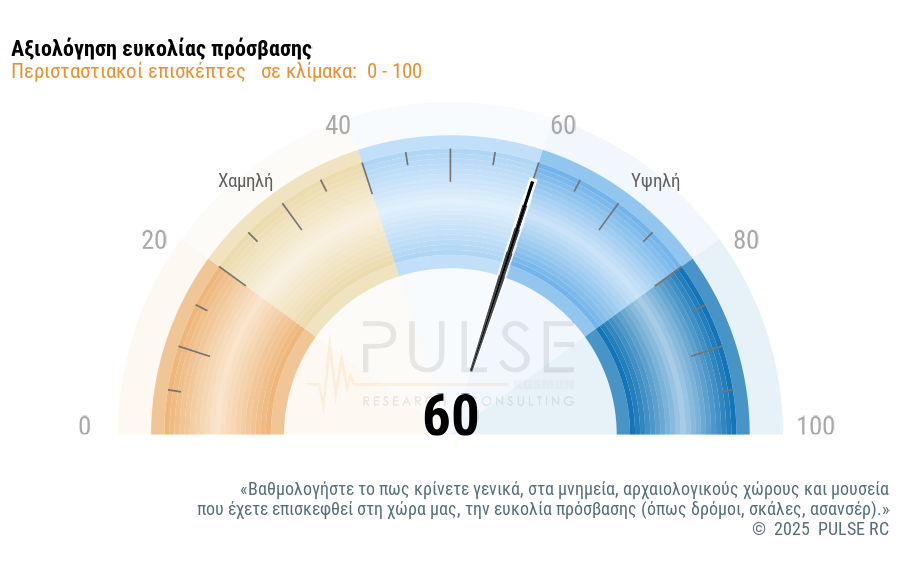 Αξιολόγηση ευκολίας πρόσβασης
Περισταστιακοί επισκέπτες σε κλίμακα: 0 - 100
40
60
Χαμηλή
Υψηλή
20
80
PULSE
RESEARCH CONSULTING
0
60
100
«Βαθμολογήστε το πως κρίνετε γενικά, στα μνημεία, αρχαιολογικούς χώρους και μουσεία
που έχετε επισκεφθεί στη χώρα μας, την ευκολία πρόσβασης (όπως δρόμοι, σκάλες, ασανσέρ).»
© 2025 PULSE RC